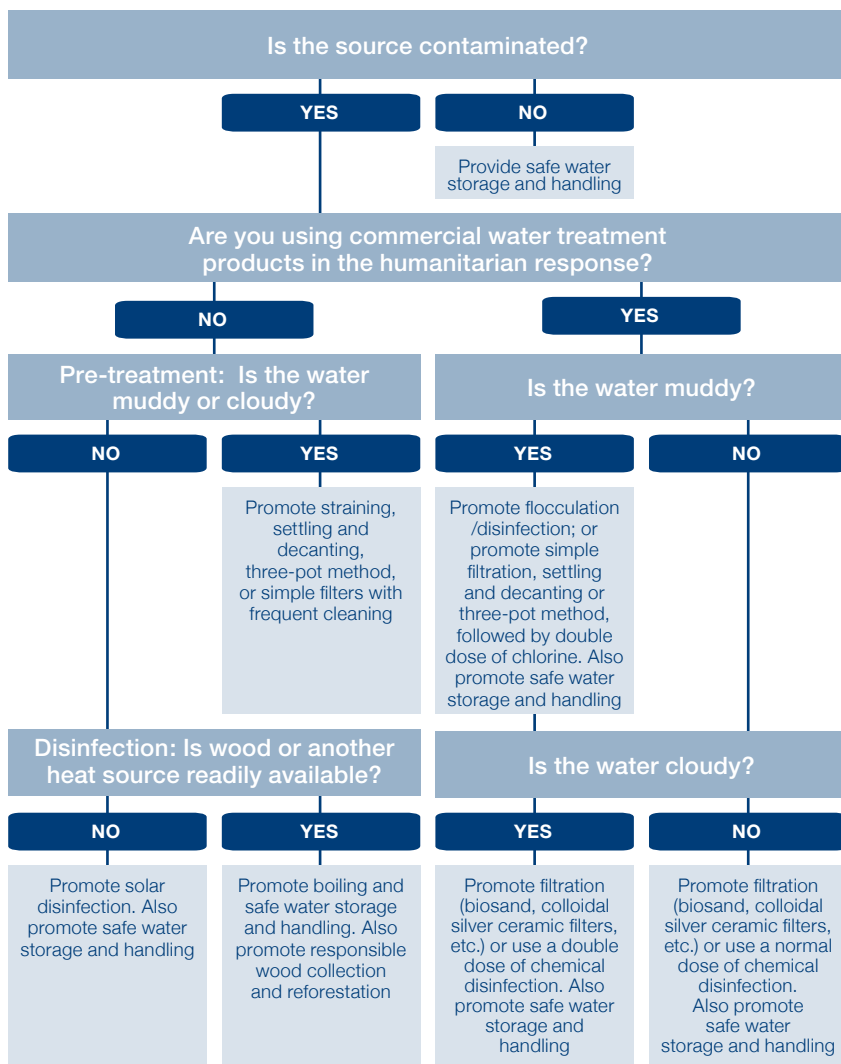 Is the source contaminated?
YES
NO
Provide safe water
storage and handling
Are you using commercial water treatment
products in the humanitarian response?
NO
YES
Pre-treatment: Is the water
muddy or cloudy?
Is the water muddy?
NO
YES
YES
NO
Promote straining,
settling and
decanting,
three-pot method,
or simple filters with
frequent cleaning
Promote flocculation
/disinfection; or
promote simple
filtration, settling
and decanting or
three-pot method,
followed by double
dose of chlorine. Also
promote safe water
storage and handling
Disinfection: Is wood or another
heat source readily available?
Is the water cloudy?
NO
YES
YES
NO
Promote solar
disinfection. Also
promote safe water
storage and handling
Promote boiling and
safe water storage
and handling. Also
promote responsible
wood collection
and reforestation
Promote filtration
(biosand, colloidal
silver ceramic filters,
etc.) or use a double
dose of chemical
disinfection. Also
promote safe water
storage and
handling
Promote filtration
(biosand, colloidal
silver ceramic filters,
etc.) or use a normal
dose of chemical
disinfection.
Also promote
safe water
storage and handling